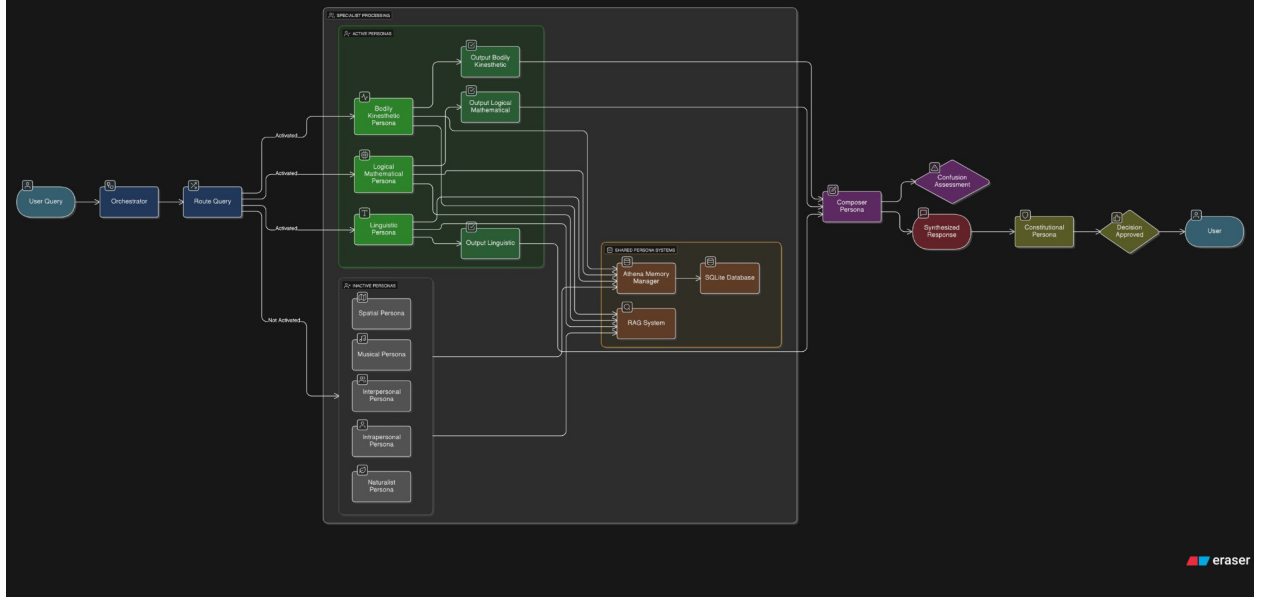 SPECIALIST PROCESSING
ACTIVE PERSONAS
Output Bodily
Kinesthetic
Bodily
Kinesthetic
Persona
Output Logical
Mathematical
Activated
Logical
Mathematical
Persona
Activated
Linguistic
Persona
Activated
Output Linguistic
User Query
Orchestrator
Route Query
Not Activated
INACTIVE PERSONAS
Spatial Persona
Musical Persona
Interpersonal
Persona
Intrapersonal
Persona
Naturalist
Persona
SHARED PERSONA SYSTEMS
Athena Memory
Manager
SQLite Database
RAG System
Composer
Persona
Confusion
Assessment
Synthesized
Response
Constitutional
Persona
Decision
Approved
User
eraser